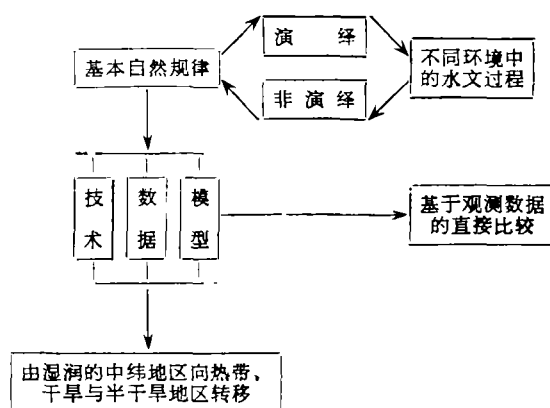 演 绎
基本自然规律
不同环境中
的水文过程
非 演 绎
技术
数据
模型
基于观测数据
的直接比较
由湿润的中纬地区向热带、
干旱与半干旱地区转移